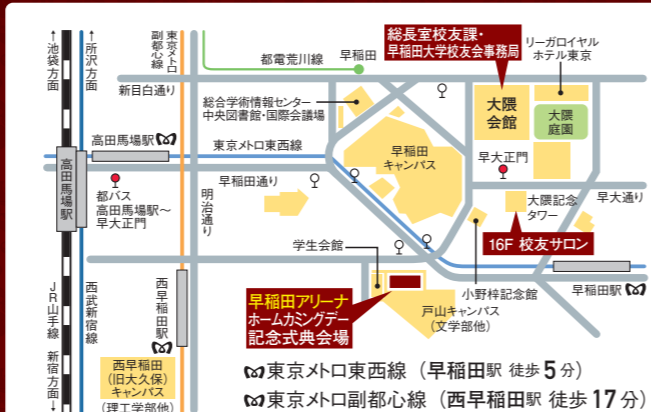 ←池袋方面
←所沢方面
東京メトロ
副都心線
都電荒川線
早稲田
総長室校友課・
早稲田大学校友会事務局
リーガロイヤル
ホテル東京
新目白通り
総合学術情報センター
中央図書館・国際会議場
大隈
会館
大隈
庭園
高田馬場駅
東京メトロ東西線
早稲田
キャンパス
早大正門
高田馬場駅
都バス
高田馬場駅〜
早大正門
明治通り
早稲田通り
早大通り
大隈記念
タワー
16F 校友サロン
学生会館
小野梓記念館
早稲田駅
西早稲田駅
早稲田アリーナ
ホームカミングデー
記念式典会場
戸山キャンパス
(文学部他)
JR山手線 新宿方面→
西武新宿線
西早稲田
(旧大久保)
キャンパス
(理工学部他)
東京メトロ東西線 (早稲田駅 徒歩5分)
東京メトロ副都心線 (西早稲田駅 徒歩17分)